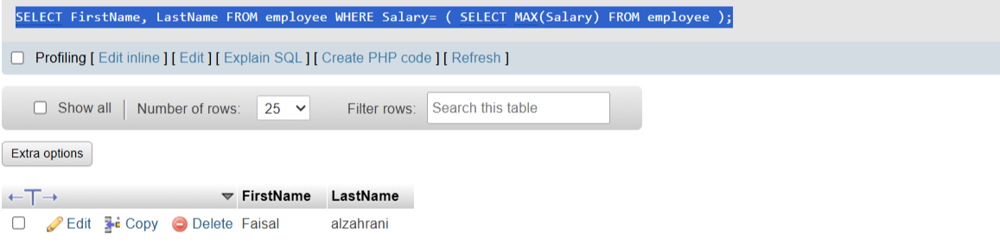 SELECT FirstName, LastName FROM employee WHERE Salary= ( SELECT MAX(Salary) FROM employee );
Profiling [ Edit inline ] [ Edit ] [ Explain SQL ] [ Create PHP code ] [ Refresh ]
Show all Number of rows: 25 Filter rows: Search this table
Extra options
←T→ FirstName LastName
Edit Copy Delete Faisal alzahrani